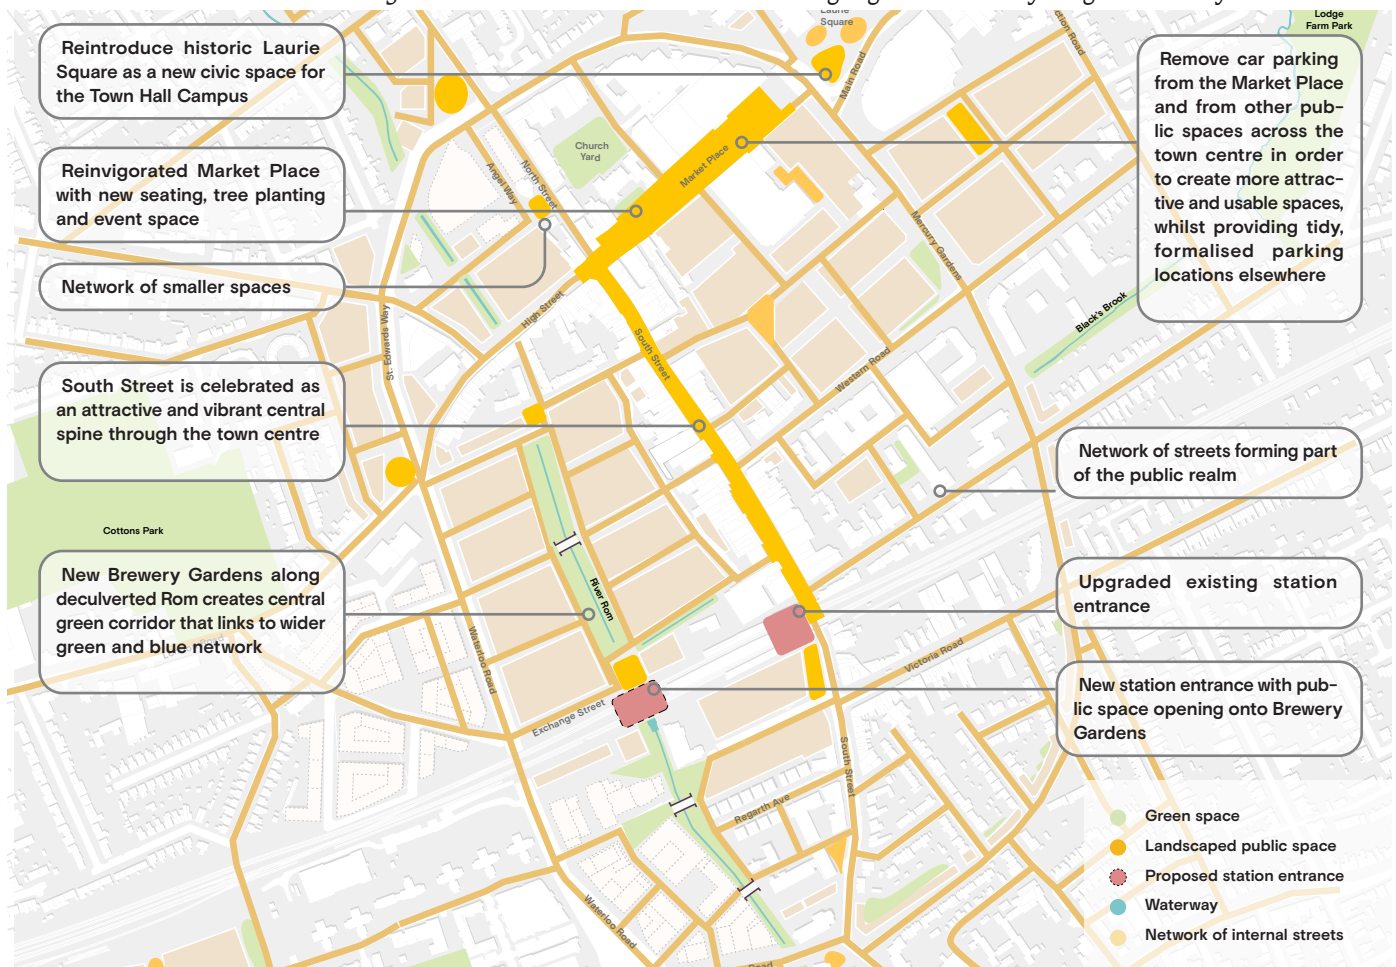 Laurie
Square
Lodge
Farm Park
Reintroduce historic Laurie
Square as a new civic space for
the Town Hall Campus
Main Road
Remove car parking
from the Market Place
and from other pub-
lic spaces across the
town centre in order
to create more attrac-
tive and usable spaces,
whilst providing tidy,
formalised parking
locations elsewhere
Church
Yard
Market Place
Angel Way
North Street
Reinvigorated Market Place
with new seating, tree planting
and event space
Mercury Gardens
Network of smaller spaces
High Street
St. Edwards Way
Black's Brook
South Street
Western Road
South Street is celebrated as
an attractive and vibrant central
spine through the town centre
Network of streets forming part
of the public realm
Cottons Park
New Brewery Gardens along
deculverted Rom creates central
green corridor that links to wider
green and blue network
River Rom
Upgraded existing station
entrance
Waterloo Road
Victoria Road
New station entrance with pub-
lic space opening onto Brewery
Gardens
Exchange Street
South Street
Regarth Ave
Waterloo Road
Road
Green space
Landscaped public space
Proposed station entrance
Waterway
Network of internal streets